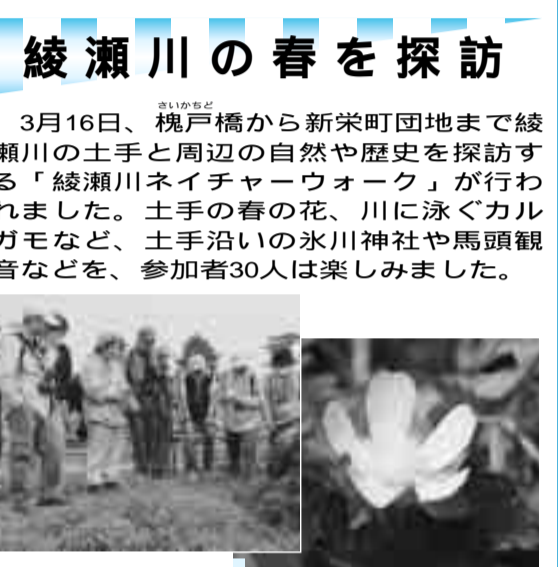 綾瀬川の春を探訪
さいかちど
3月16日、槐戸橋から新栄町団地まで綾
瀬川の土手と周辺の自然や歴史を探訪す
る「綾瀬川ネイチャーウォーク」が行わ
れました。土手の春の花、川に泳ぐカル
ガモなど、土手沿いの氷川神社や馬頭観
音などを、参加者30人は楽しみました。